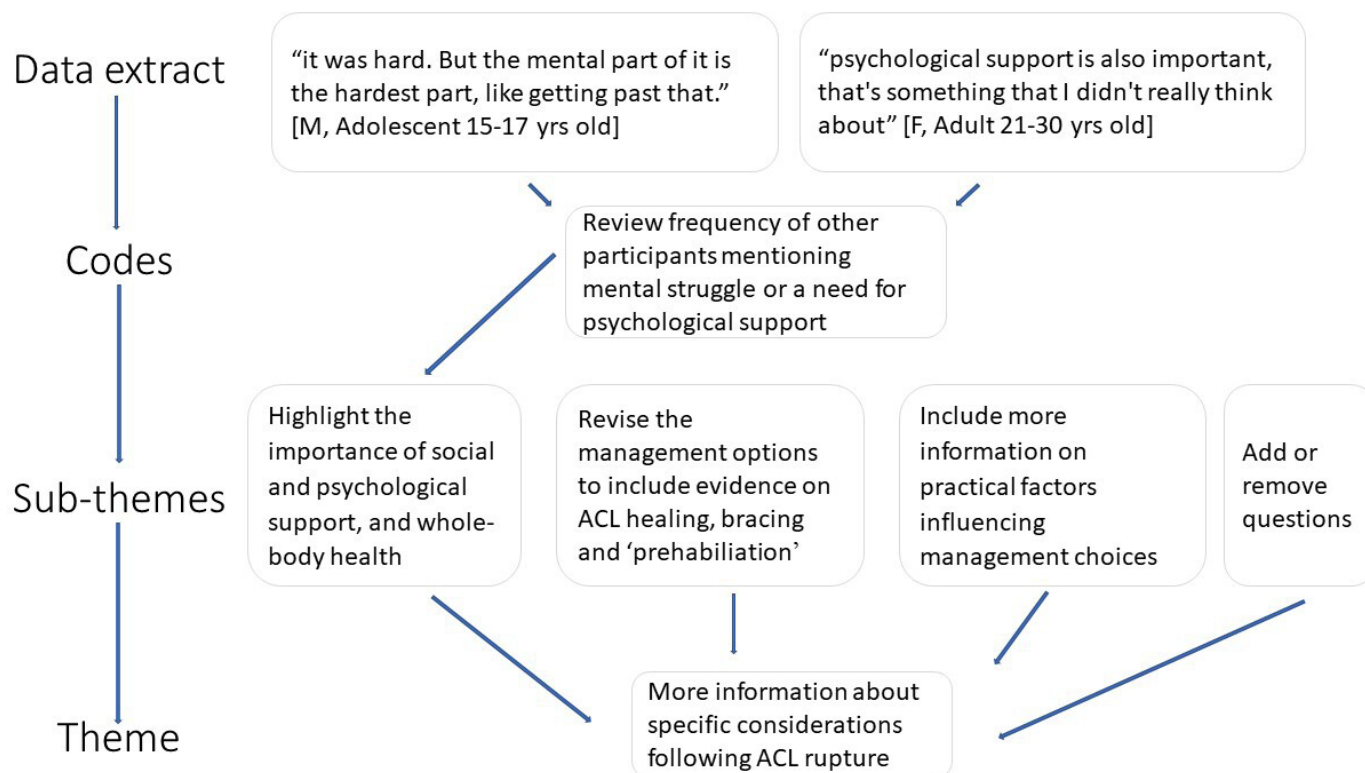 Data extract
“it was hard. But the mental part of it is
the hardest part, like getting past that.”
[M, Adolescent 15-17 yrs old]
“psychological support is also important,
that's something that I didn't really think
about” [F, Adult 21-30 yrs old]
Codes
Review frequency of other
participants mentioning
mental struggle or a need for
psychological support
Sub-themes
Highlight the
importance of social
and psychological
support, and whole-
body health
Revise the
management options
to include evidence on
ACL healing, bracing
and ‘prehabiliation’
Include more
information on
practical factors
influencing
management choices
Add or
remove
questions
Theme
More information about
specific considerations
following ACL rupture